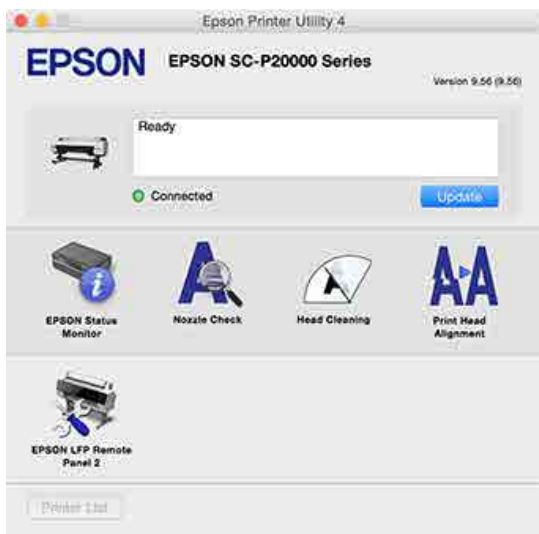 Epson Printer Utility 4
EPSON
EPSON SC-P20000 Series
Version 9.56 (9.56)
Ready
Connected
Update
EPSON Status
Monitor
Nozzle Check
Head Cleaning
Print Head
Alignment
EPSON LFP Remote
Panel 2
Printer List